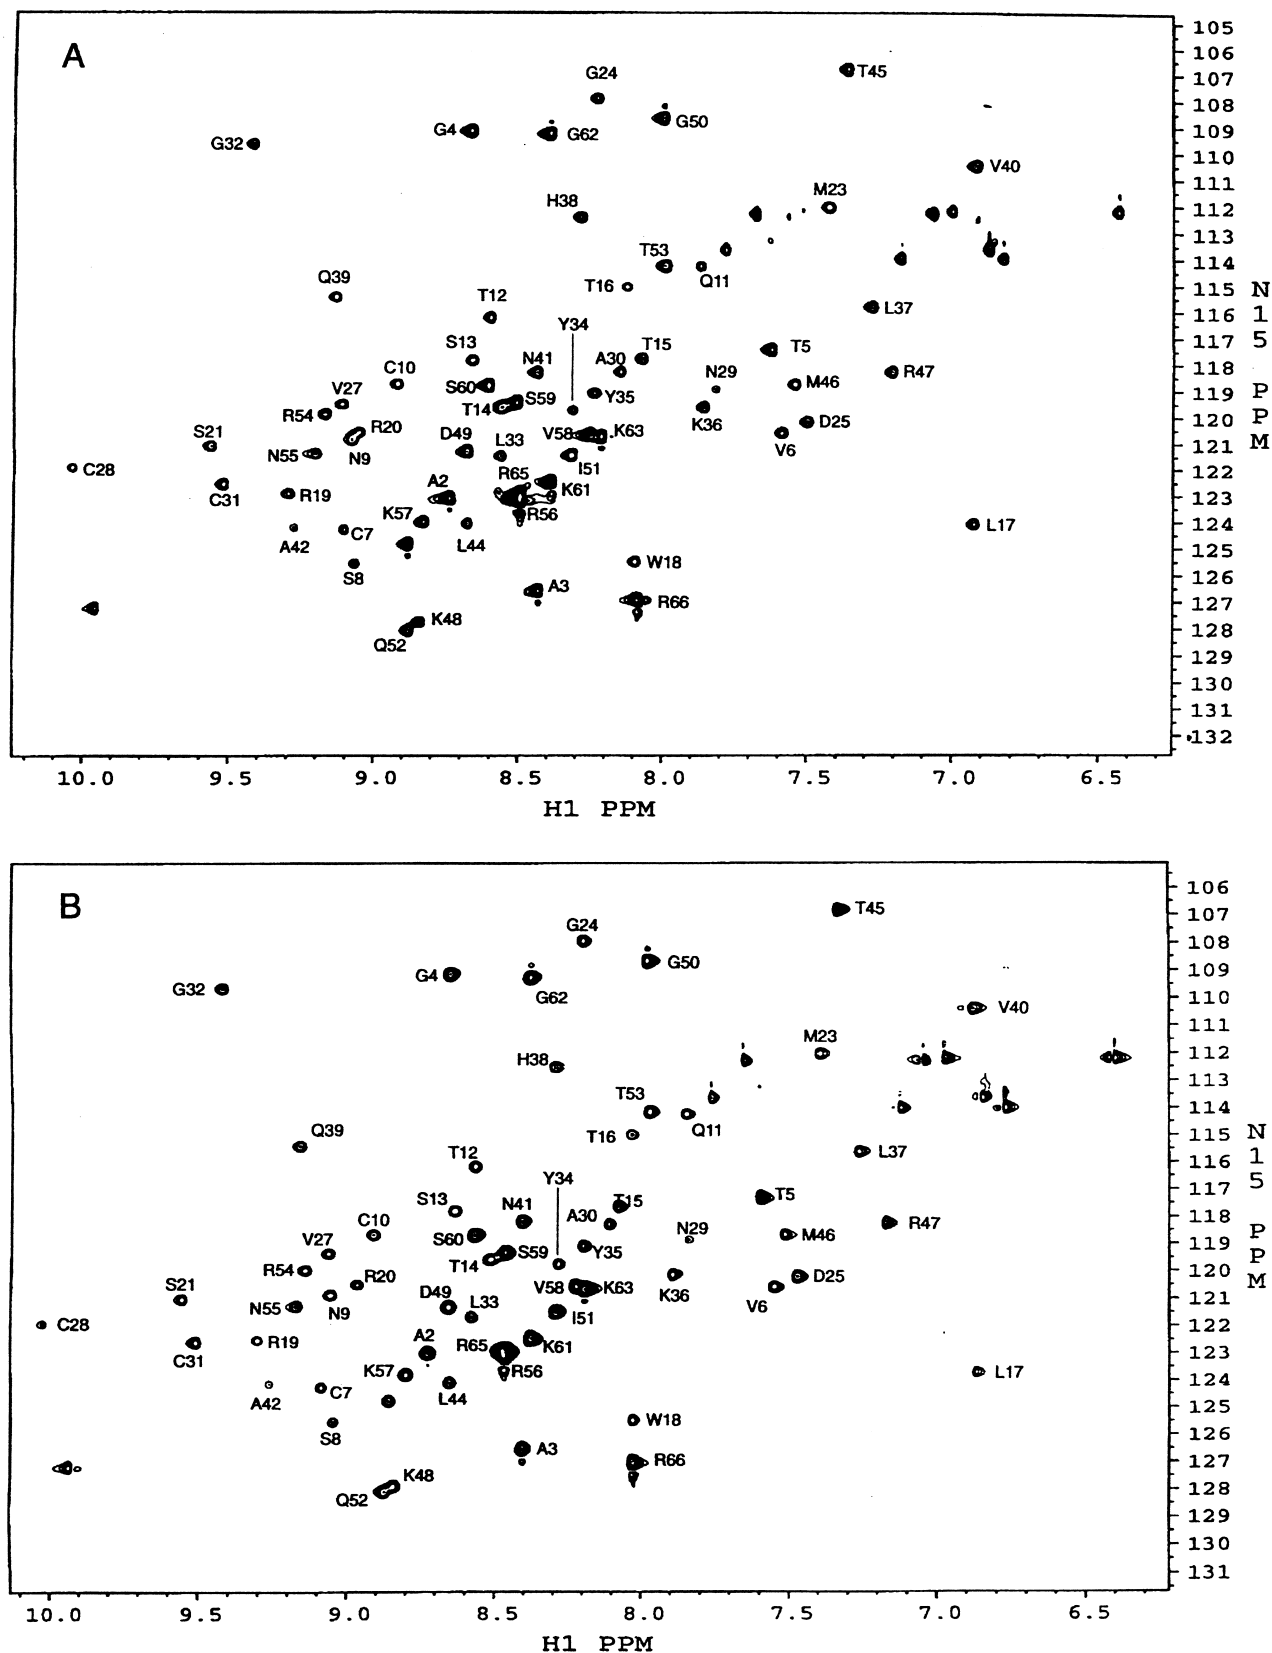 A
105
106
G24
T45
107
108
G50
G4
G62
109
G32
110
V40
111
M23
112
H38
113
T53
114
Q11
T16
Q39
115
T12
L37
116
Y34
T15
T5
117
S13
N41
A30
118
C10
N29
M46
R47
S60
V27
S59
Y35
119
R54
T14
K36
D25
120
S21
R20
D49
V58
K63
V6
121
N55
N9
L33
I51
C28
R65
122
C31
R19
A2
K61
123
K57
R56
L17
124
A42
C7
L44
S8
W18
125
A3
126
R66
127
K48
128
Q52
129
130
131
132
N15 PPM
10.0 9.5 9.0 8.5 8.0 7.5 7.0 6.5
H1 PPM
B
106
T45
107
G24
108
G50
G4
109
G32
G62
110
V40
111
M23
112
H38
113
T53
114
Q11
T16
Q39
115
T12
L37
116
Y34
T15
T5
117
S13
N41
A30
118
C10
N29
M46
R47
S60
V27
S59
Y35
119
R54
T14
K36
D25
120
S21
R20
D49
V58
K63
V6
121
N55
N9
L33
I51
C28
122
A2
R65
K61
C31
R19
123
K57
R56
L17
124
A42
C7
L44
125
S8
W18
A3
126
R66
127
K48
128
Q52
129
130
131
N15 PPM
10.0 9.5 9.0 8.5 8.0 7.5 7.0 6.5
H1 PPM